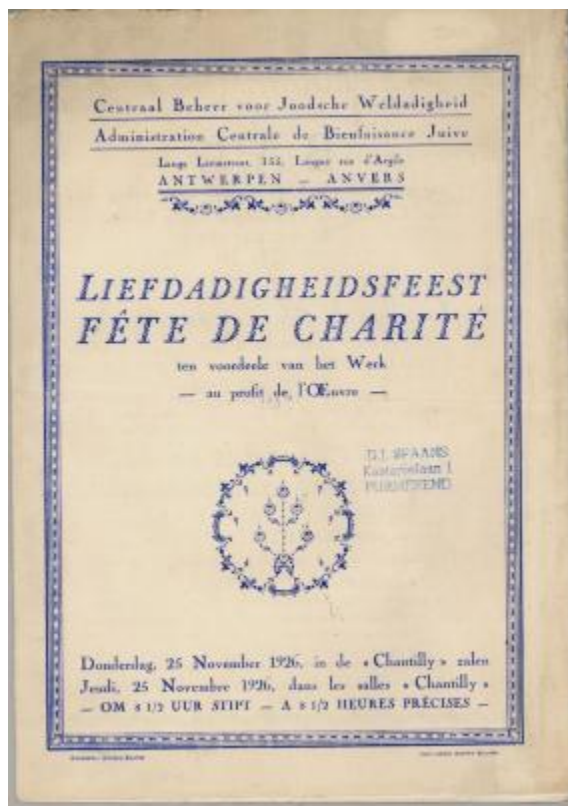 Centraal Beheer voor Joodsche Weldadigheid
Administration Centrale de Bienfaisance Juive
Lange Leemstraat, 153, Longue rue d'Argile
ANTWERPEN — ANVERS
LIEFDADIGHEIDSFEEST
FÊTE DE CHARITÉ
ten voordeele van het Werk
— au profit de l'Œuvre —
D.I. SPAANS
PURMEREND
Donderdag, 25 November 1926, in de « Chantilly » zalen
Jeudi, 25 Novembre 1926, dans les salles « Chantilly »
— OM 8 1/2 UUR STIPT — A 8 1/2 HEURES PRÉCISES —